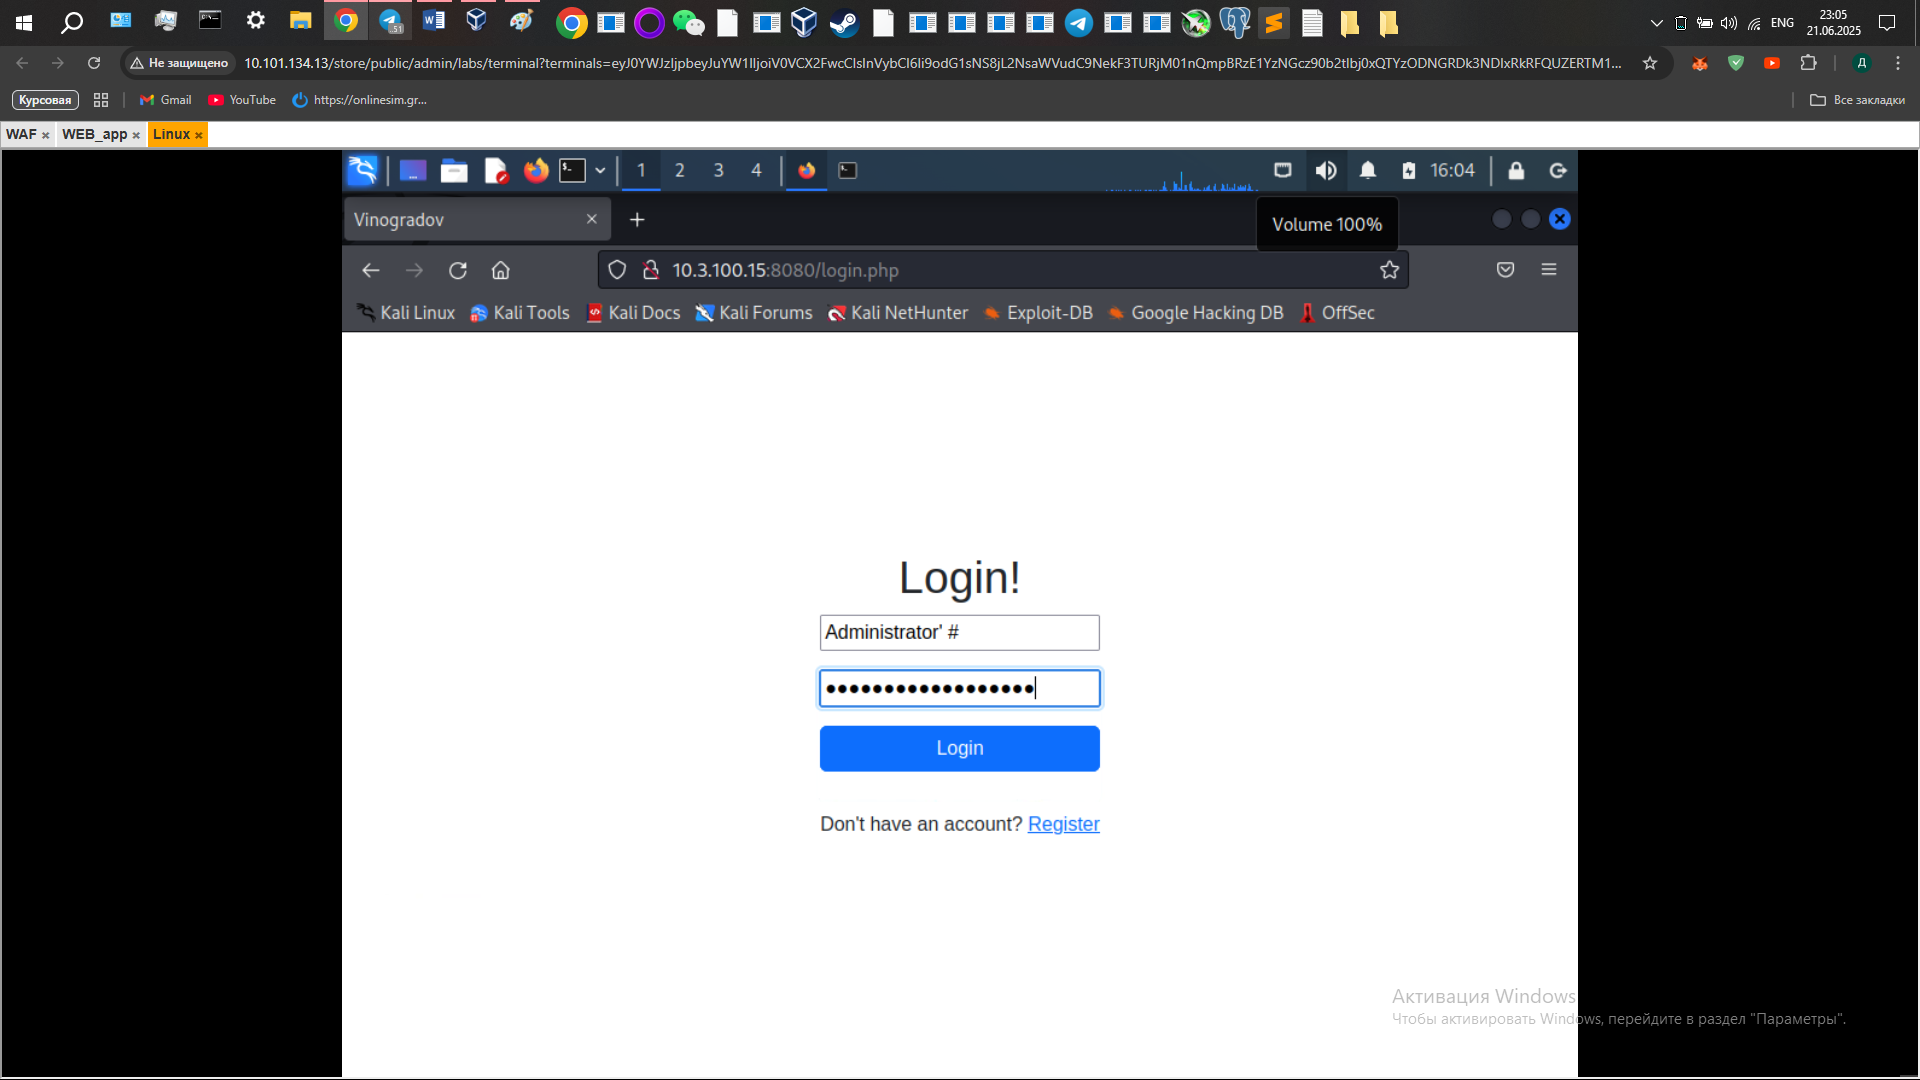 51
ENG
23:05
21.06.2025
Не защищено
10.101.134.13/store/public/admin/labs/terminal?terminals=
Д
Курсовая
Gmail
YouTube
https://onlinesim.gr...
Все закладки
WAF ×
WEB_app ×
Linux ×
1 2 3 4
16:04
Vinogradov
Volume 100%
10.3.100.15:8080/login.php
Kali Linux
Kali Tools
Kali Docs
Kali Forums
Kali NetHunter
Exploit-DB
Google Hacking DB
OffSec
Login!
Administrator' #
••••••••••••••••••
Login
Don't have an account? Register
Активация Windows
Чтобы активировать Windows, перейдите в раздел "Параметры".